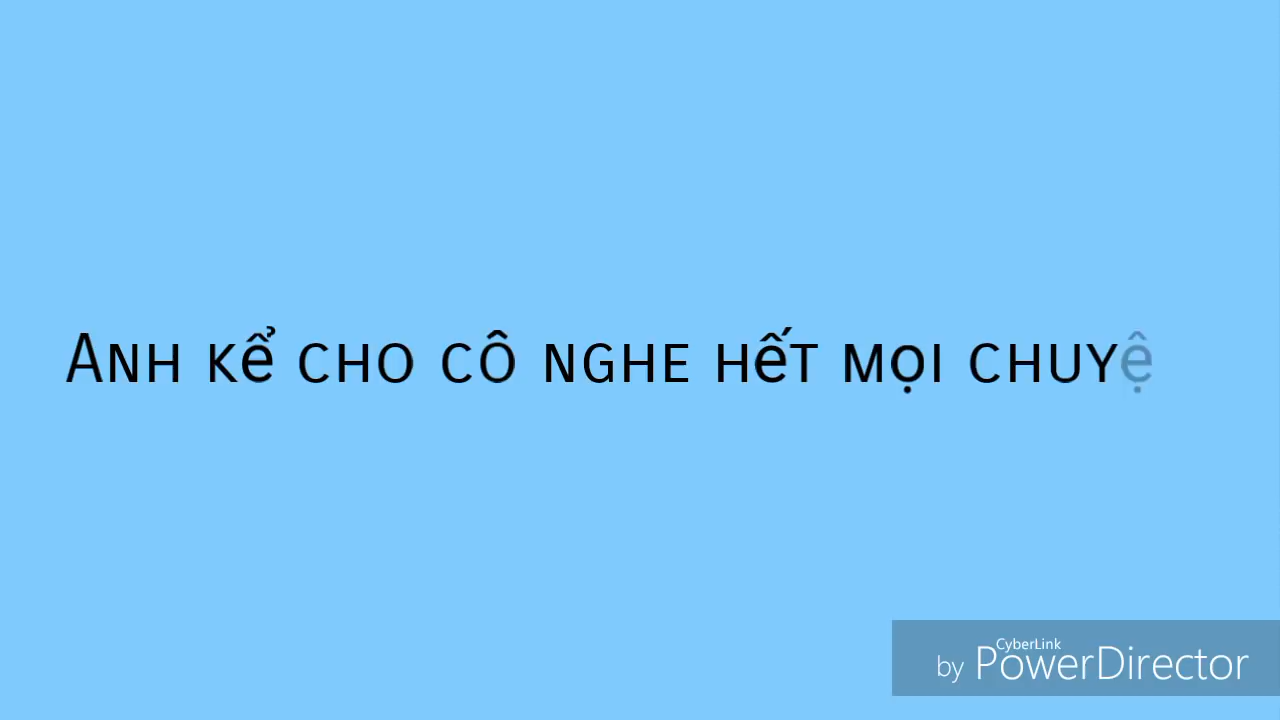 Anh kể cho cô nghe hết mọi chuyệ
CyberLink
by PowerDirector